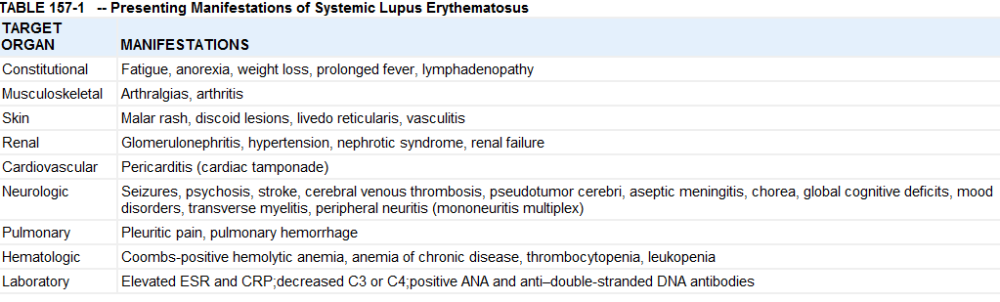 TABLE 157-1 -- Presenting Manifestations of Systemic Lupus Erythematosus
TARGET
ORGAN MANIFESTATIONS
Constitutional Fatigue, anorexia, weight loss, prolonged fever, lymphadenopathy
Musculoskeletal Arthralgias, arthritis
Skin Malar rash, discoid lesions, livedo reticularis, vasculitis
Renal Glomerulonephritis, hypertension, nephrotic syndrome, renal failure
Cardiovascular Pericarditis (cardiac tamponade)
Neurologic Seizures, psychosis, stroke, cerebral venous thrombosis, pseudotumor cerebri, aseptic meningitis, chorea, global cognitive deficits, mood
disorders, transverse myelitis, peripheral neuritis (mononeuritis multiplex)
Pulmonary Pleuritic pain, pulmonary hemorrhage
Hematologic Coombs-positive hemolytic anemia, anemia of chronic disease, thrombocytopenia, leukopenia
Laboratory Elevated ESR and CRP;decreased C3 or C4;positive ANA and anti–double-stranded DNA antibodies